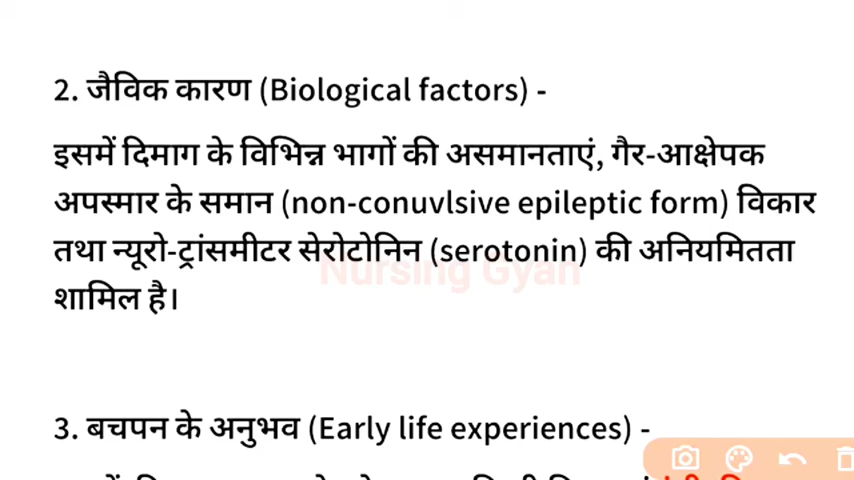 2. जैविक कारण (Biological factors) -
इसमें दिमाग के विभिन्न भागों की असमानताएं, गैर-आक्षेपक
अपस्मार के समान (non-conuvlsive epileptic form) विकार
तथा न्यूरो-ट्रांसमीटर सेरोटोनिन (serotonin) की अनियमितता
Nursing Gyan
शामिल है।
3. बचपन के अनुभव (Early life experiences) -